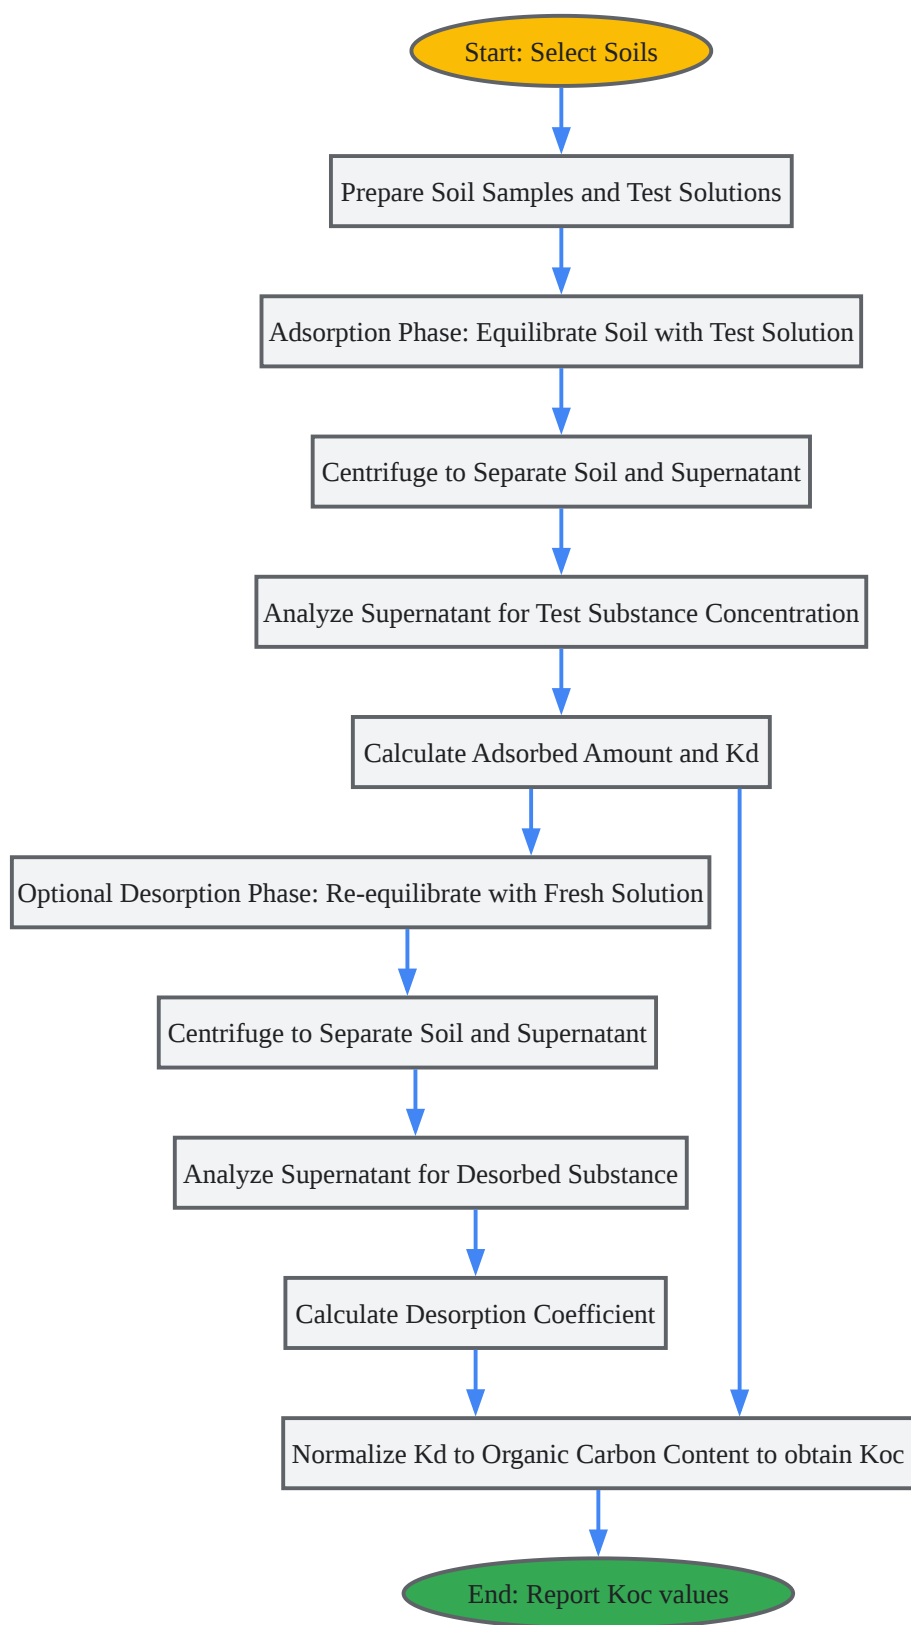 Start: Select Soils
Prepare Soil Samples and Test Solutions
Adsorption Phase: Equilibrate Soil with Test Solution
Centrifuge to Separate Soil and Supernatant
Analyze Supernatant for Test Substance Concentration
Calculate Adsorbed Amount and Kd
Optional Desorption Phase: Re-equilibrate with Fresh Solution
Centrifuge to Separate Soil and Supernatant
Analyze Supernatant for Desorbed Substance
Calculate Desorption Coefficient
Normalize Kd to Organic Carbon Content to obtain Koc
End: Report Koc values